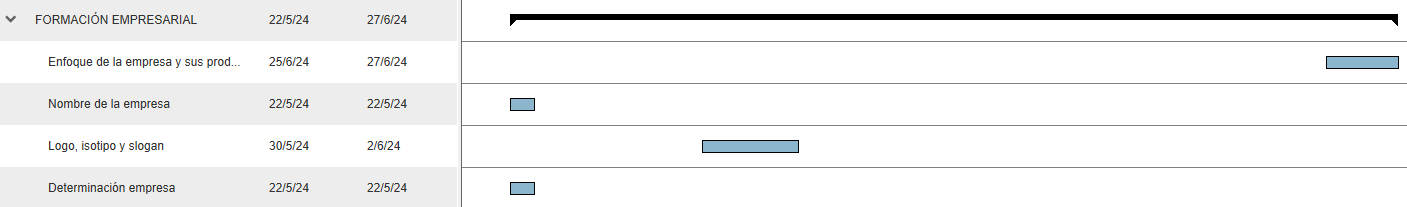 FORMACIÓN EMPRESARIAL 22/5/24 27/6/24
Enfoque de la empresa y sus prod... 25/6/24 27/6/24
Nombre de la empresa 22/5/24 22/5/24
Logo, isotipo y slogan 30/5/24 2/6/24
Determinación empresa 22/5/24 22/5/24